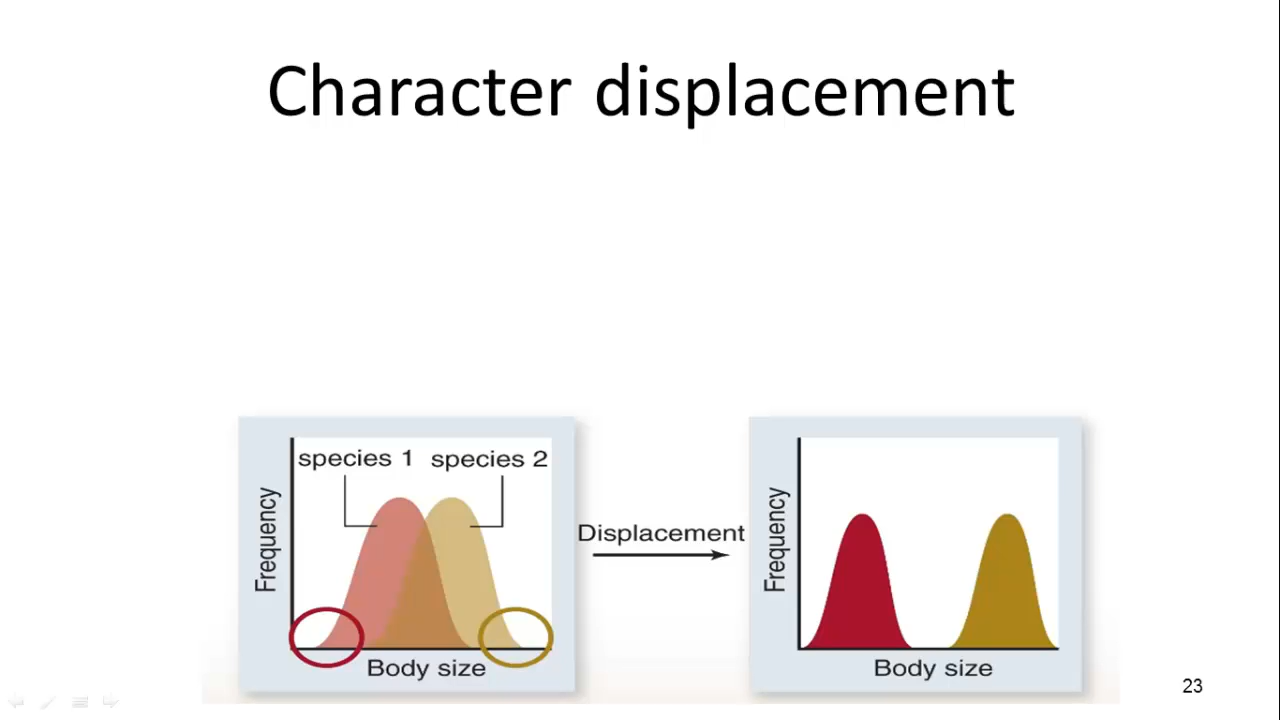 Character displacement
species 1 species 2
Frequency
Body size
Displacement
Frequency
Body size
23